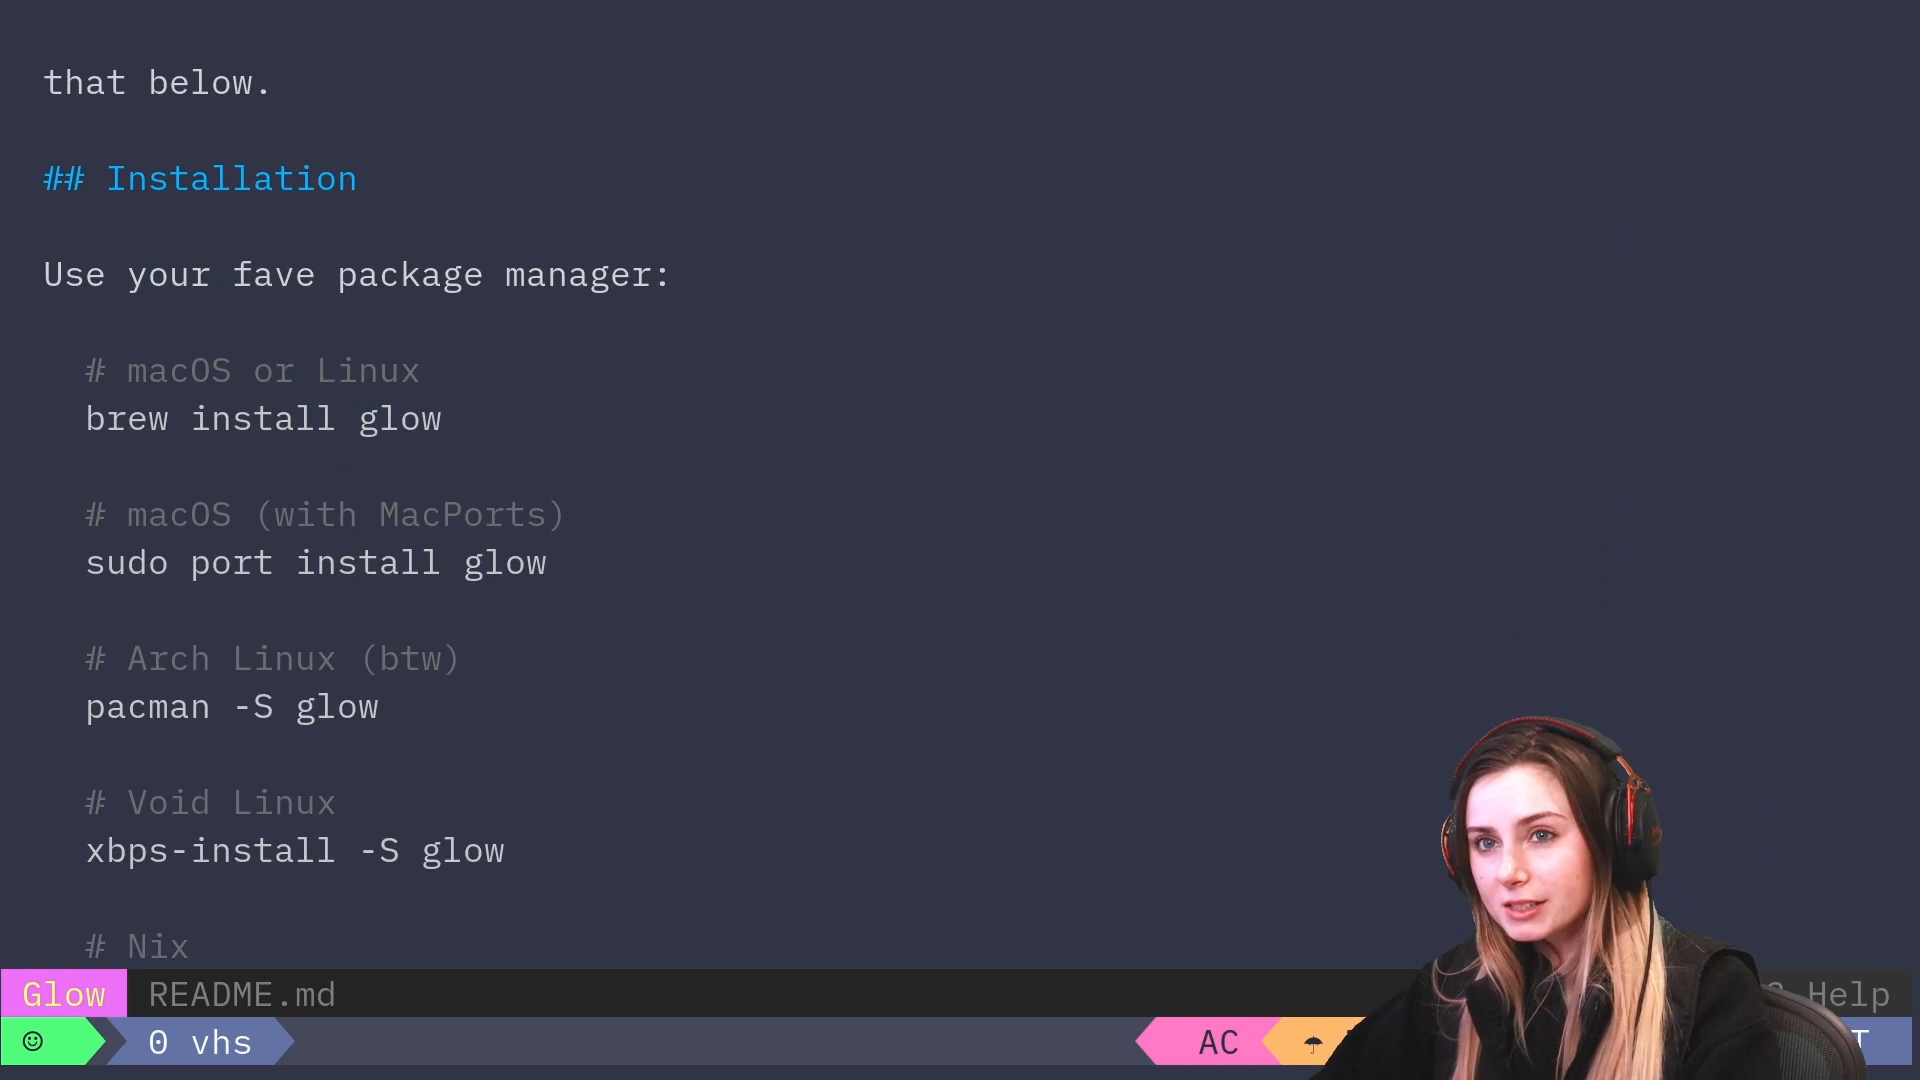 that below.
## Installation
Use your fave package manager:
# macOS or Linux
brew install glow
# macOS (with MacPorts)
sudo port install glow
# Arch Linux (btw)
pacman -S glow
# Void Linux
xbps-install -S glow
# Nix
Glow README.md Help
0 vhs AC